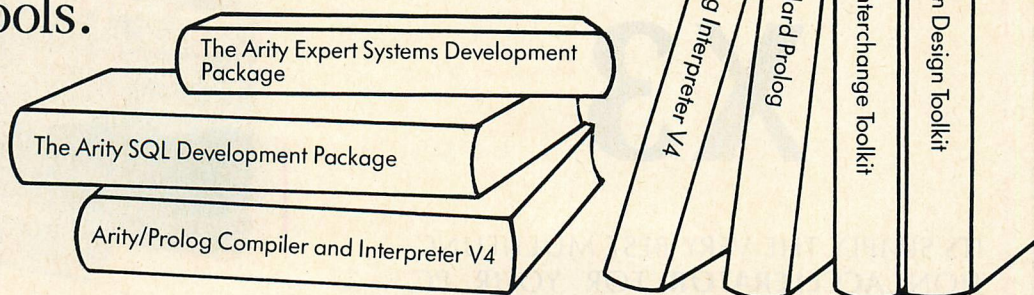 ools.
The Arity Expert Systems Development
Package
The Arity SQL Development Package
Arity/Prolog Compiler and Interpreter V4
g Interpreter V4
ard Prolog
terchange Toolkit
n Design Toolkit